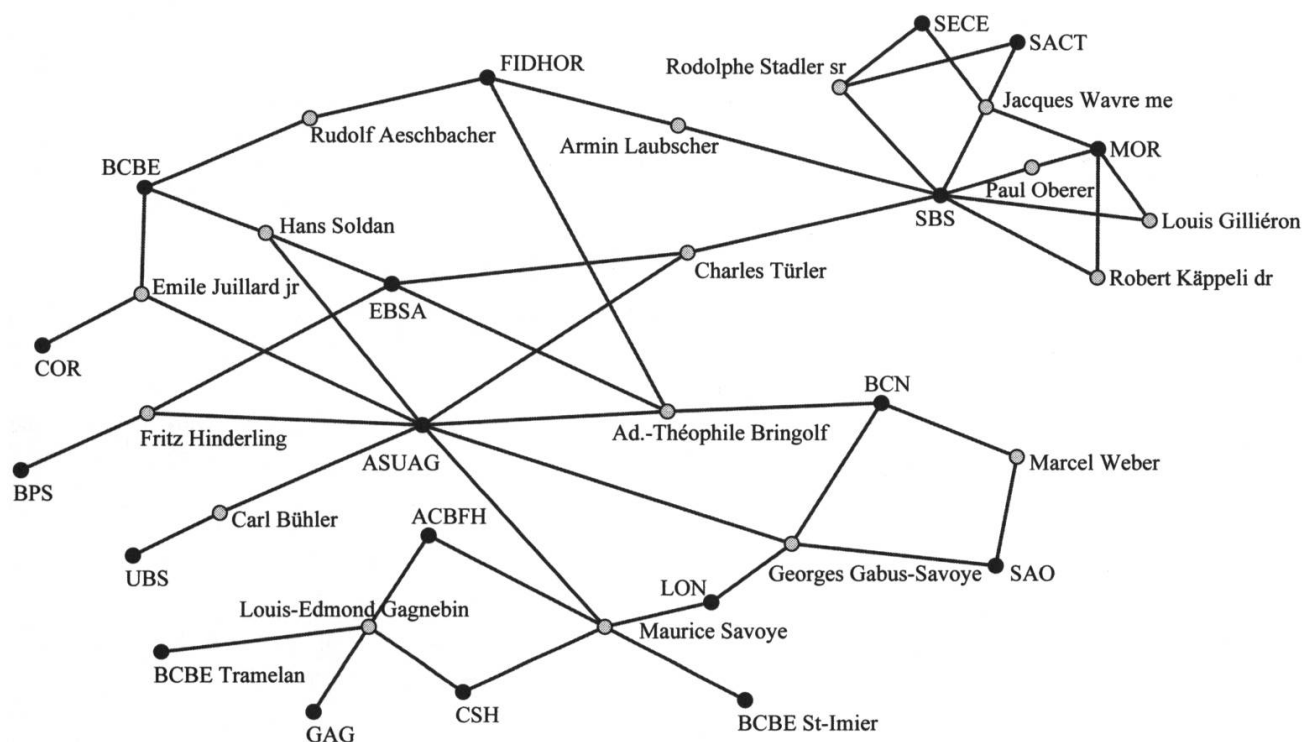 SECE
SACT
FIDHOR
Rodolphe Stadler sr
Jacques Wavre me
Rudolf Aeschbacher
Armin Laubscher
MOR
BCBE
Paul Oberer
SBS
Louis Gilliéron
Hans Soldan
Charles Türler
Robert Käppeli dr
Emile Juillard jr
EBSA
COR
BCN
Fritz Hinderling
ASUAG
Ad.-Théophile Bringolf
Marcel Weber
BPS
Carl Bühler
ACBFH
UBS
Georges Gabus-Savoye
SAO
LON
Louis-Edmond Gagnebin
Maurice Savoye
BCBE Tramelan
CSH
BCBE St-Imier
GAG